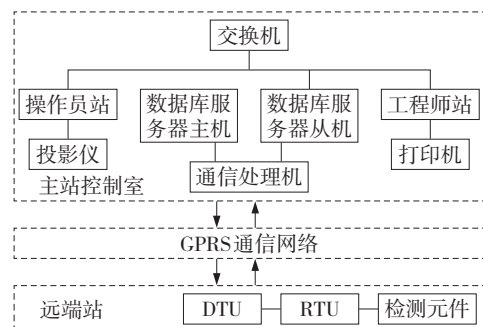 交换机
操作员站
数据库服
务器主机
数据库服
务器从机
工程师站
投影仪
打印机
通信处理机
主站控制室
GPRS通信网络
远端站
DTU
RTU
检测元件